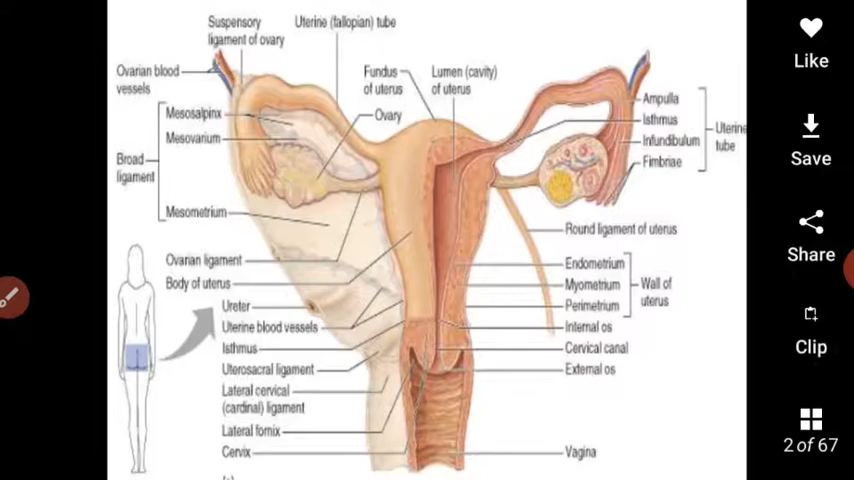 Suspensory
ligament of ovary
Uterine (fallopian) tube
Ovarian blood
vessels
Fundus
of uterus
Lumen (cavity)
of uterus
Mesosalpinx
Mesovarium
Broad
ligament
Ovary
Ampulla
Isthmus
Infundibulum
Fimbriae
Uterine
tube
Mesometrium
Round ligament of uterus
Ovarian ligament
Body of uterus
Ureter
Uterine blood vessels
Isthmus
Uterosacral ligament
Lateral cervical
(cardinal) ligament
Lateral fornix
Cervix
Endometrium
Myometrium
Perimetrium
Wall of
uterus
Internal os
Cervical canal
External os
Vagina
Like
Save
Share
Clip
2 of 67